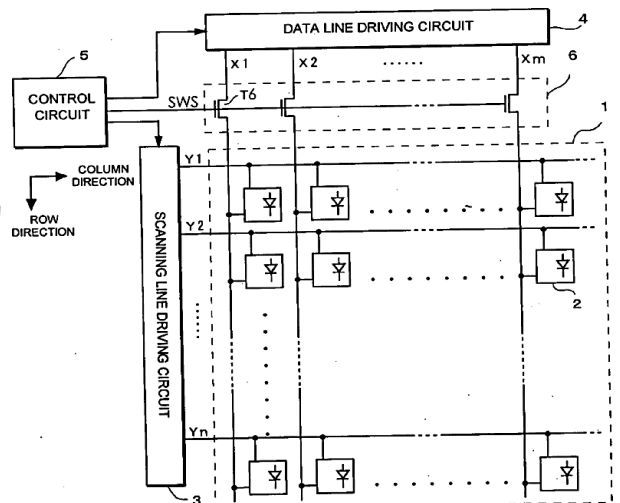 DATA LINE DRIVING CIRCUIT
4
5
X1 X2 ...... Xm
6
CONTROL CIRCUIT
SWS
T6
1
Y1
COLUMN DIRECTION
ROW DIRECTION
Y2
SCANNING LINE DRIVING CIRCUIT
2
Yn
3